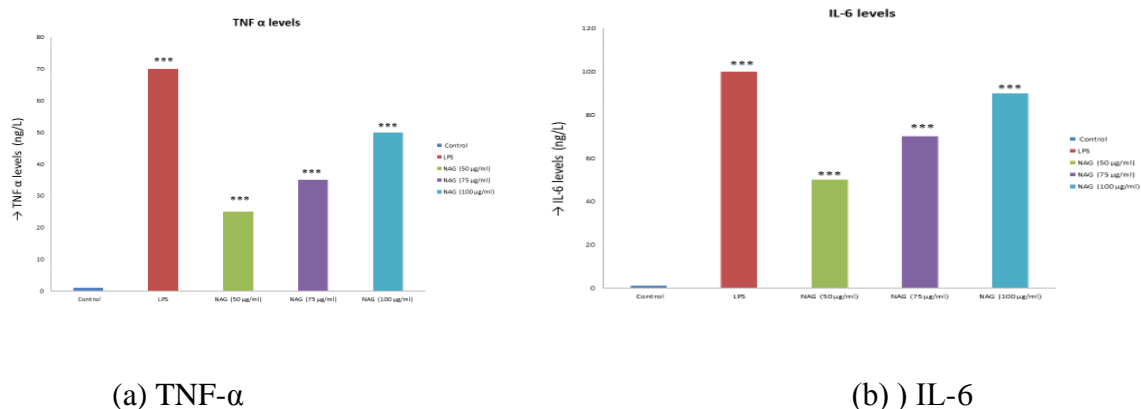 TNF α levels
→ TNF α levels (ng/L)
80
70
60
50
40
30
20
10
0
***
***
***
***
Control
LPS
NAG (50 µg/ml)
NAG (75 µg/ml)
NAG (100 µg/ml)
Control
LPS
NAG (50 µg/ml)
NAG (75 µg/ml)
NAG (100 µg/ml)
IL-6 levels
→ IL-6 levels (ng/L)
120
100
80
60
40
20
0
***
***
***
***
Control
LPS
NAG (50 µg/ml)
NAG (75 µg/ml)
NAG (100 µg/ml)
Control
LPS
NAG (50 µg/ml)
NAG (75 µg/ml)
NAG (100 µg/ml)
(a) TNF-α
(b) ) IL-6